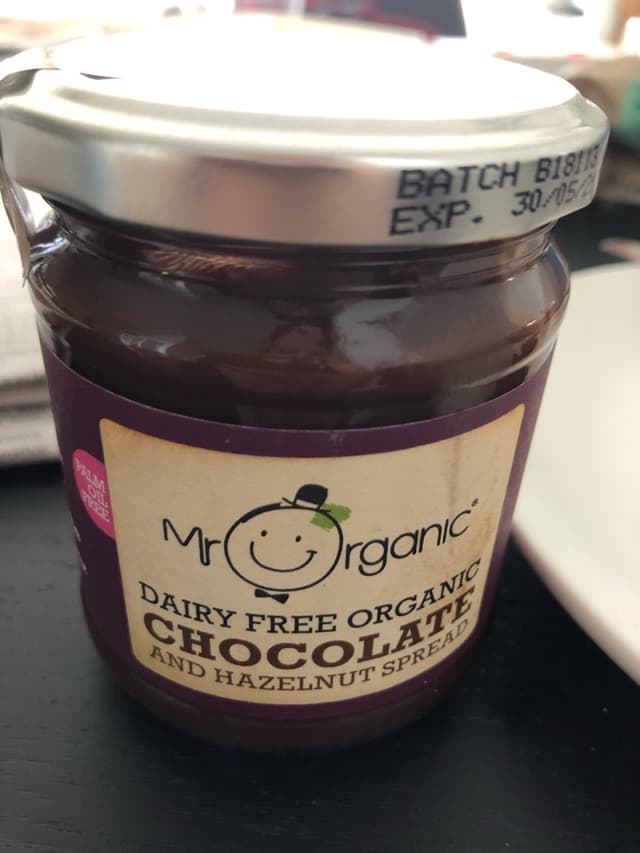 BATCH B18113
EXP. 30/05/
PALM
OIL
FREE
Mr Organic®
DAIRY FREE ORGANIC
CHOCOLATE
AND HAZELNUT SPREAD